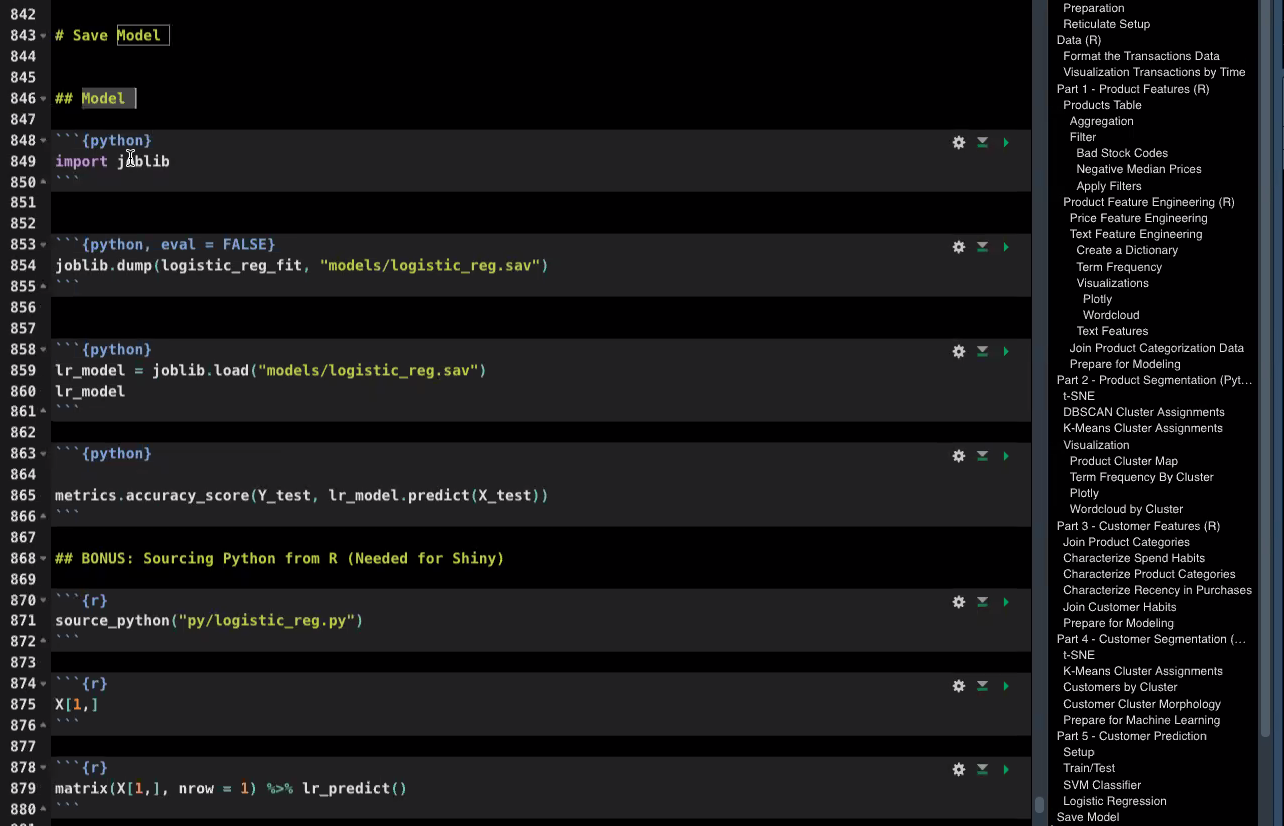 842
843 # Save Model
844
845
846 ## Model
847
848 ```{python}
849 import joblib
850 ```
851
852
853 ```{python, eval = FALSE}
854 joblib.dump(logistic_reg_fit, "models/logistic_reg.sav")
855 ```
856
857
858 ```{python}
859 lr_model = joblib.load("models/logistic_reg.sav")
860 lr_model
861 ```
862
863 ```{python}
864
865 metrics.accuracy_score(Y_test, lr_model.predict(X_test))
866 ```
867
868 ## BONUS: Sourcing Python from R (Needed for Shiny)
869
870 ```{r}
871 source_python("py/logistic_reg.py")
872 ```
873
874 ```{r}
875 X[1,]
876 ```
877
878 ```{r}
879 matrix(X[1,], nrow = 1) %>% lr_predict()
880 ```
Preparation
Reticulate Setup
Data (R)
Format the Transactions Data
Visualization Transactions by Time
Part 1 - Product Features (R)
Products Table
Aggregation
Filter
Bad Stock Codes
Negative Median Prices
Apply Filters
Product Feature Engineering (R)
Price Feature Engineering
Text Feature Engineering
Create a Dictionary
Term Frequency
Visualizations
Plotly
Wordcloud
Text Features
Join Product Categorization Data
Prepare for Modeling
Part 2 - Product Segmentation (Pyt...
t-SNE
DBSCAN Cluster Assignments
K-Means Cluster Assignments
Visualization
Product Cluster Map
Term Frequency By Cluster
Plotly
Wordcloud by Cluster
Part 3 - Customer Features (R)
Join Product Categories
Characterize Spend Habits
Characterize Product Categories
Characterize Recency in Purchases
Join Customer Habits
Prepare for Modeling
Part 4 - Customer Segmentation (...
t-SNE
K-Means Cluster Assignments
Customers by Cluster
Customer Cluster Morphology
Prepare for Machine Learning
Part 5 - Customer Prediction
Setup
Train/Test
SVM Classifier
Logistic Regression
Save Model